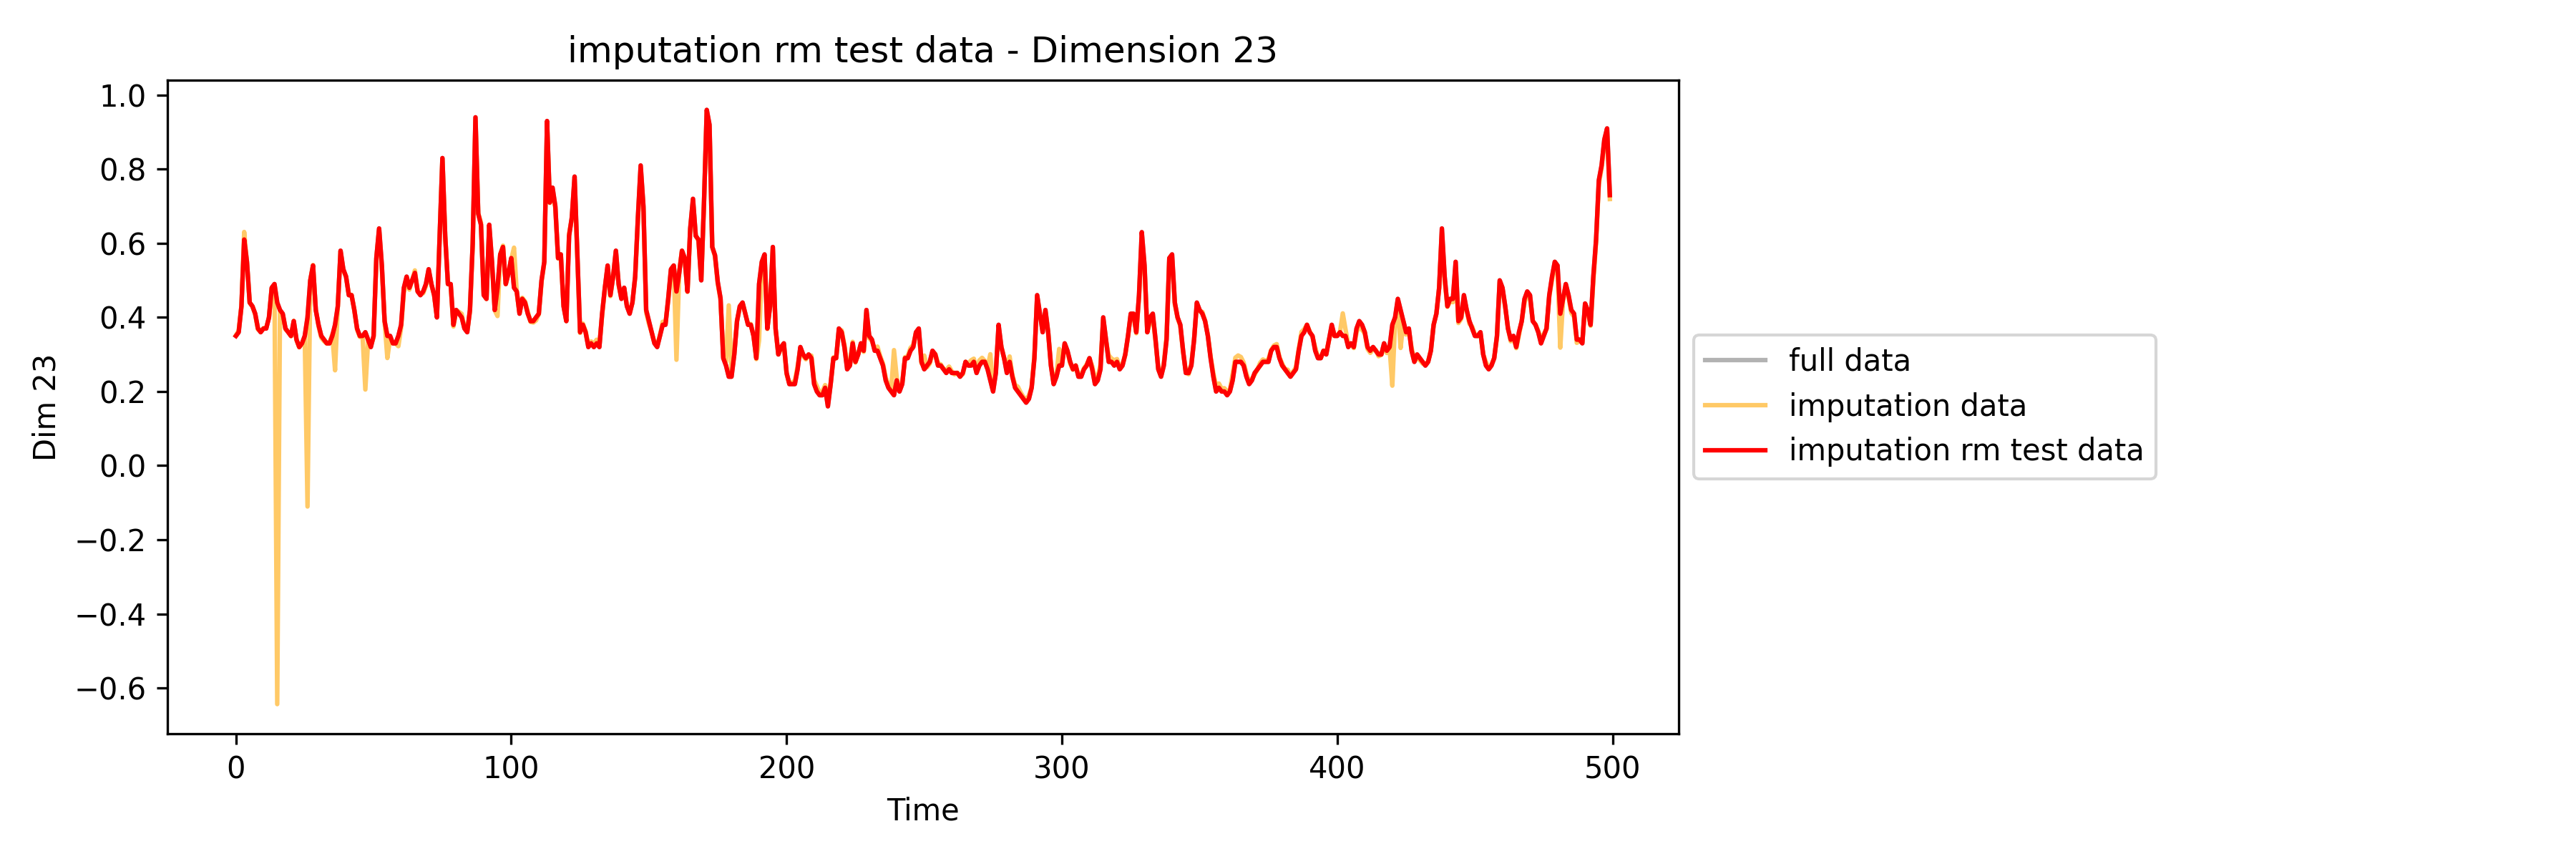 imputation rm test data - Dimension 23
1.0
0.8
0.6
0.4
0.2
0.0
−0.2
−0.4
−0.6
Dim 23
0 100 200 300 400 500
Time
full data
imputation data
imputation rm test data